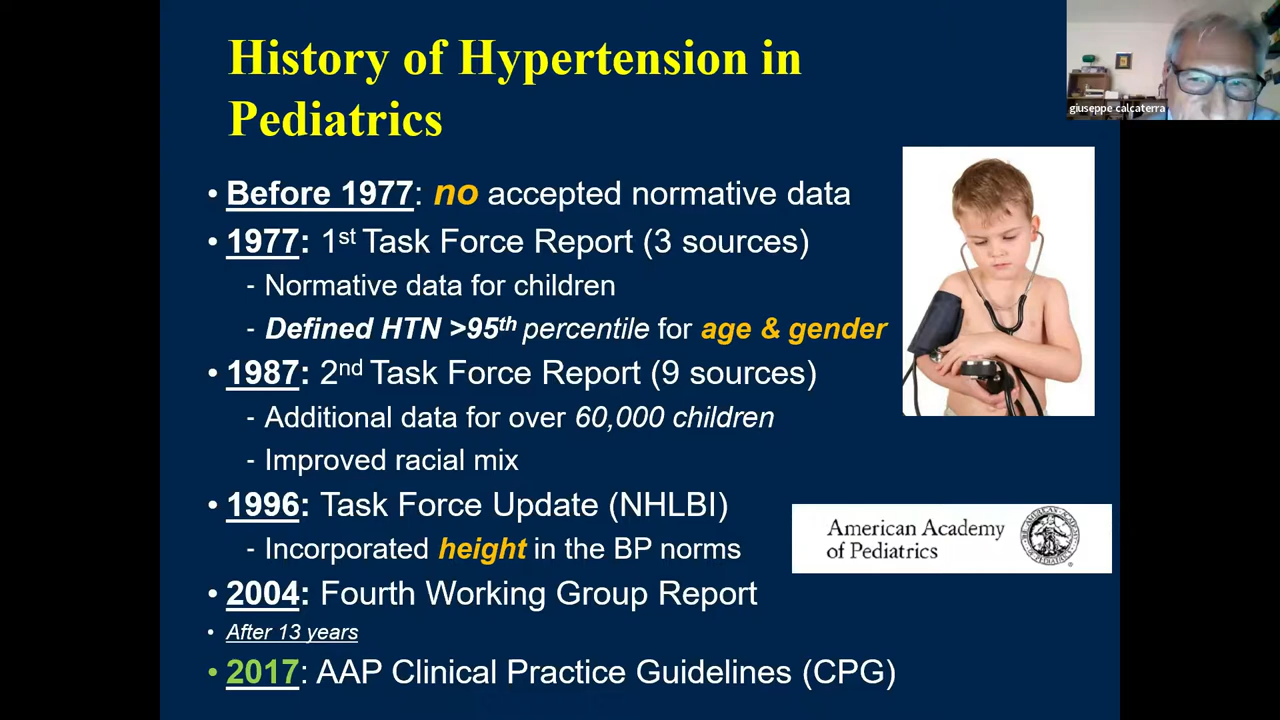 History of Hypertension in
Pediatrics
giuseppe calcaterra
• Before 1977: no accepted normative data
• 1977: 1st Task Force Report (3 sources)
- Normative data for children
- Defined HTN >95th percentile for age & gender
• 1987: 2nd Task Force Report (9 sources)
- Additional data for over 60,000 children
- Improved racial mix
• 1996: Task Force Update (NHLBI)
- Incorporated height in the BP norms
American Academy
of Pediatrics
• 2004: Fourth Working Group Report
• After 13 years
• 2017: AAP Clinical Practice Guidelines (CPG)